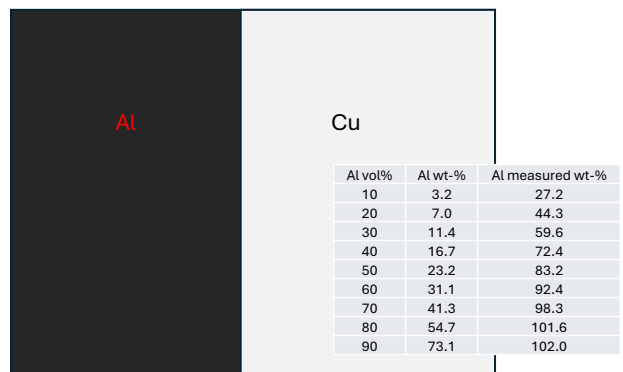 Al
Cu
Al vol% Al wt-% Al measured wt-%
10 3.2 27.2
20 7.0 44.3
30 11.4 59.6
40 16.7 72.4
50 23.2 83.2
60 31.1 92.4
70 41.3 98.3
80 54.7 101.6
90 73.1 102.0